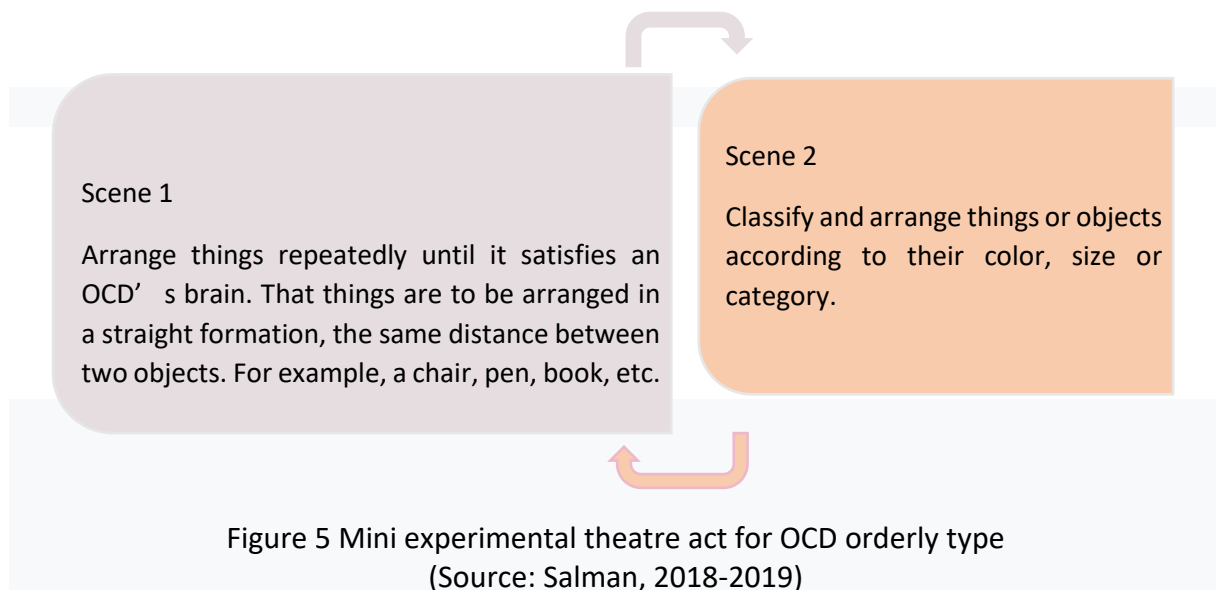 Scene 1
Arrange things repeatedly until it satisfies an
OCD’ s brain. That things are to be arranged in
a straight formation, the same distance between
two objects. For example, a chair, pen, book, etc.
Scene 2
Classify and arrange things or objects
according to their color, size or
category.
Figure 5 Mini experimental theatre act for OCD orderly type
(Source: Salman, 2018-2019)